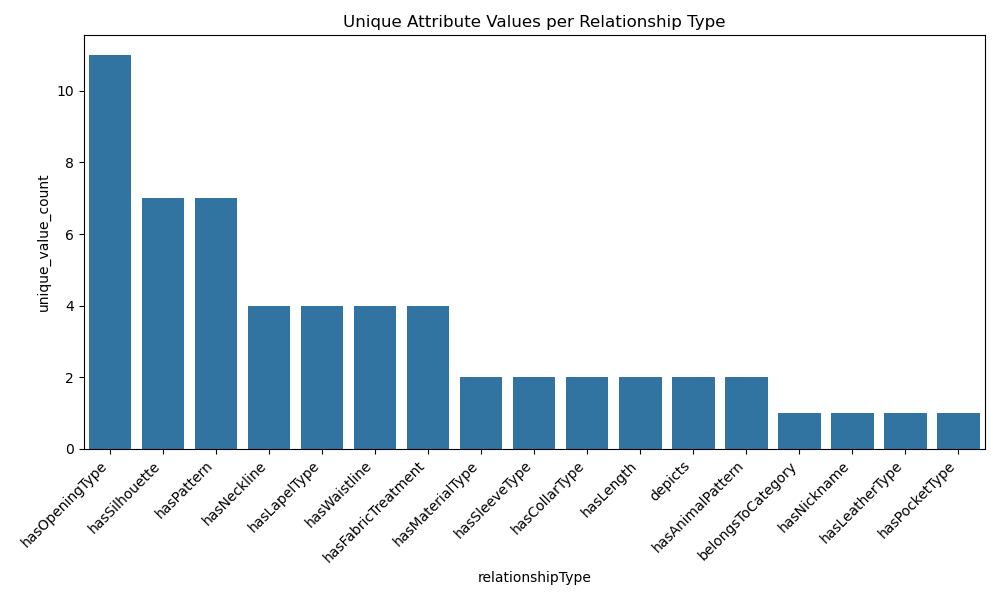 Unique Attribute Values per Relationship Type
unique_value_count
10
8
6
4
2
0
hasOpeningType
hasSilhouette
hasPattern
hasNeckline
hasLapelType
hasWaistline
hasFabricTreatment
hasMaterialType
hasSleeveType
hasCollarType
hasLength
depicts
hasAnimalPattern
belongsToCategory
hasNickname
hasLeatherType
hasPocketType
relationshipType